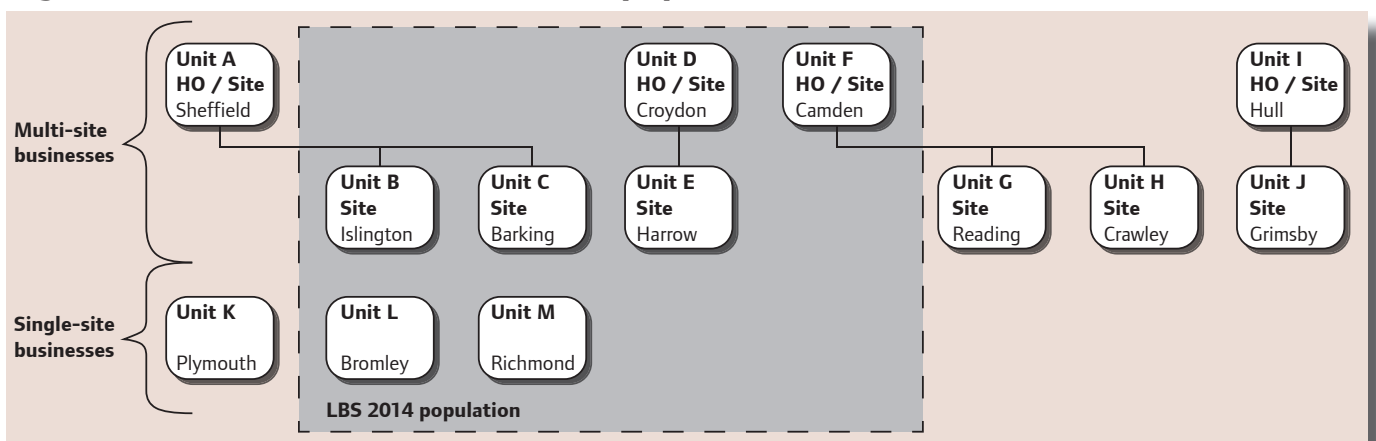 Multi-site
businesses
Unit A
HO / Site
Sheffield
Unit D
HO / Site
Croydon
Unit F
HO / Site
Camden
Unit I
HO / Site
Hull
Unit B
Site
Islington
Unit C
Site
Barking
Unit E
Site
Harrow
Unit G
Site
Reading
Unit H
Site
Crawley
Unit J
Site
Grimsby
Single-site
businesses
Unit K
Plymouth
Unit L
Bromley
Unit M
Richmond
LBS 2014 population